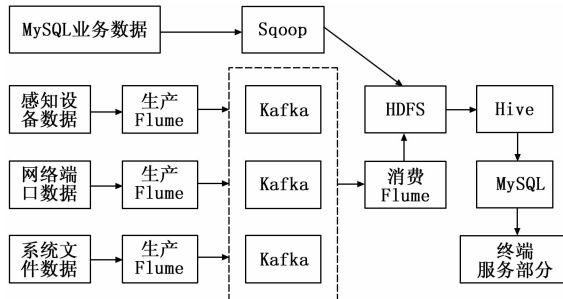 MySQL业务数据
Sqoop
感知设
备数据
生产
Flume
Kafka
HDFS
Hive
网络端
口数据
生产
Flume
Kafka
消费
Flume
MySQL
系统文
件数据
生产
Flume
Kafka
终端
服务部分